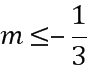 m ≤ − 1/3